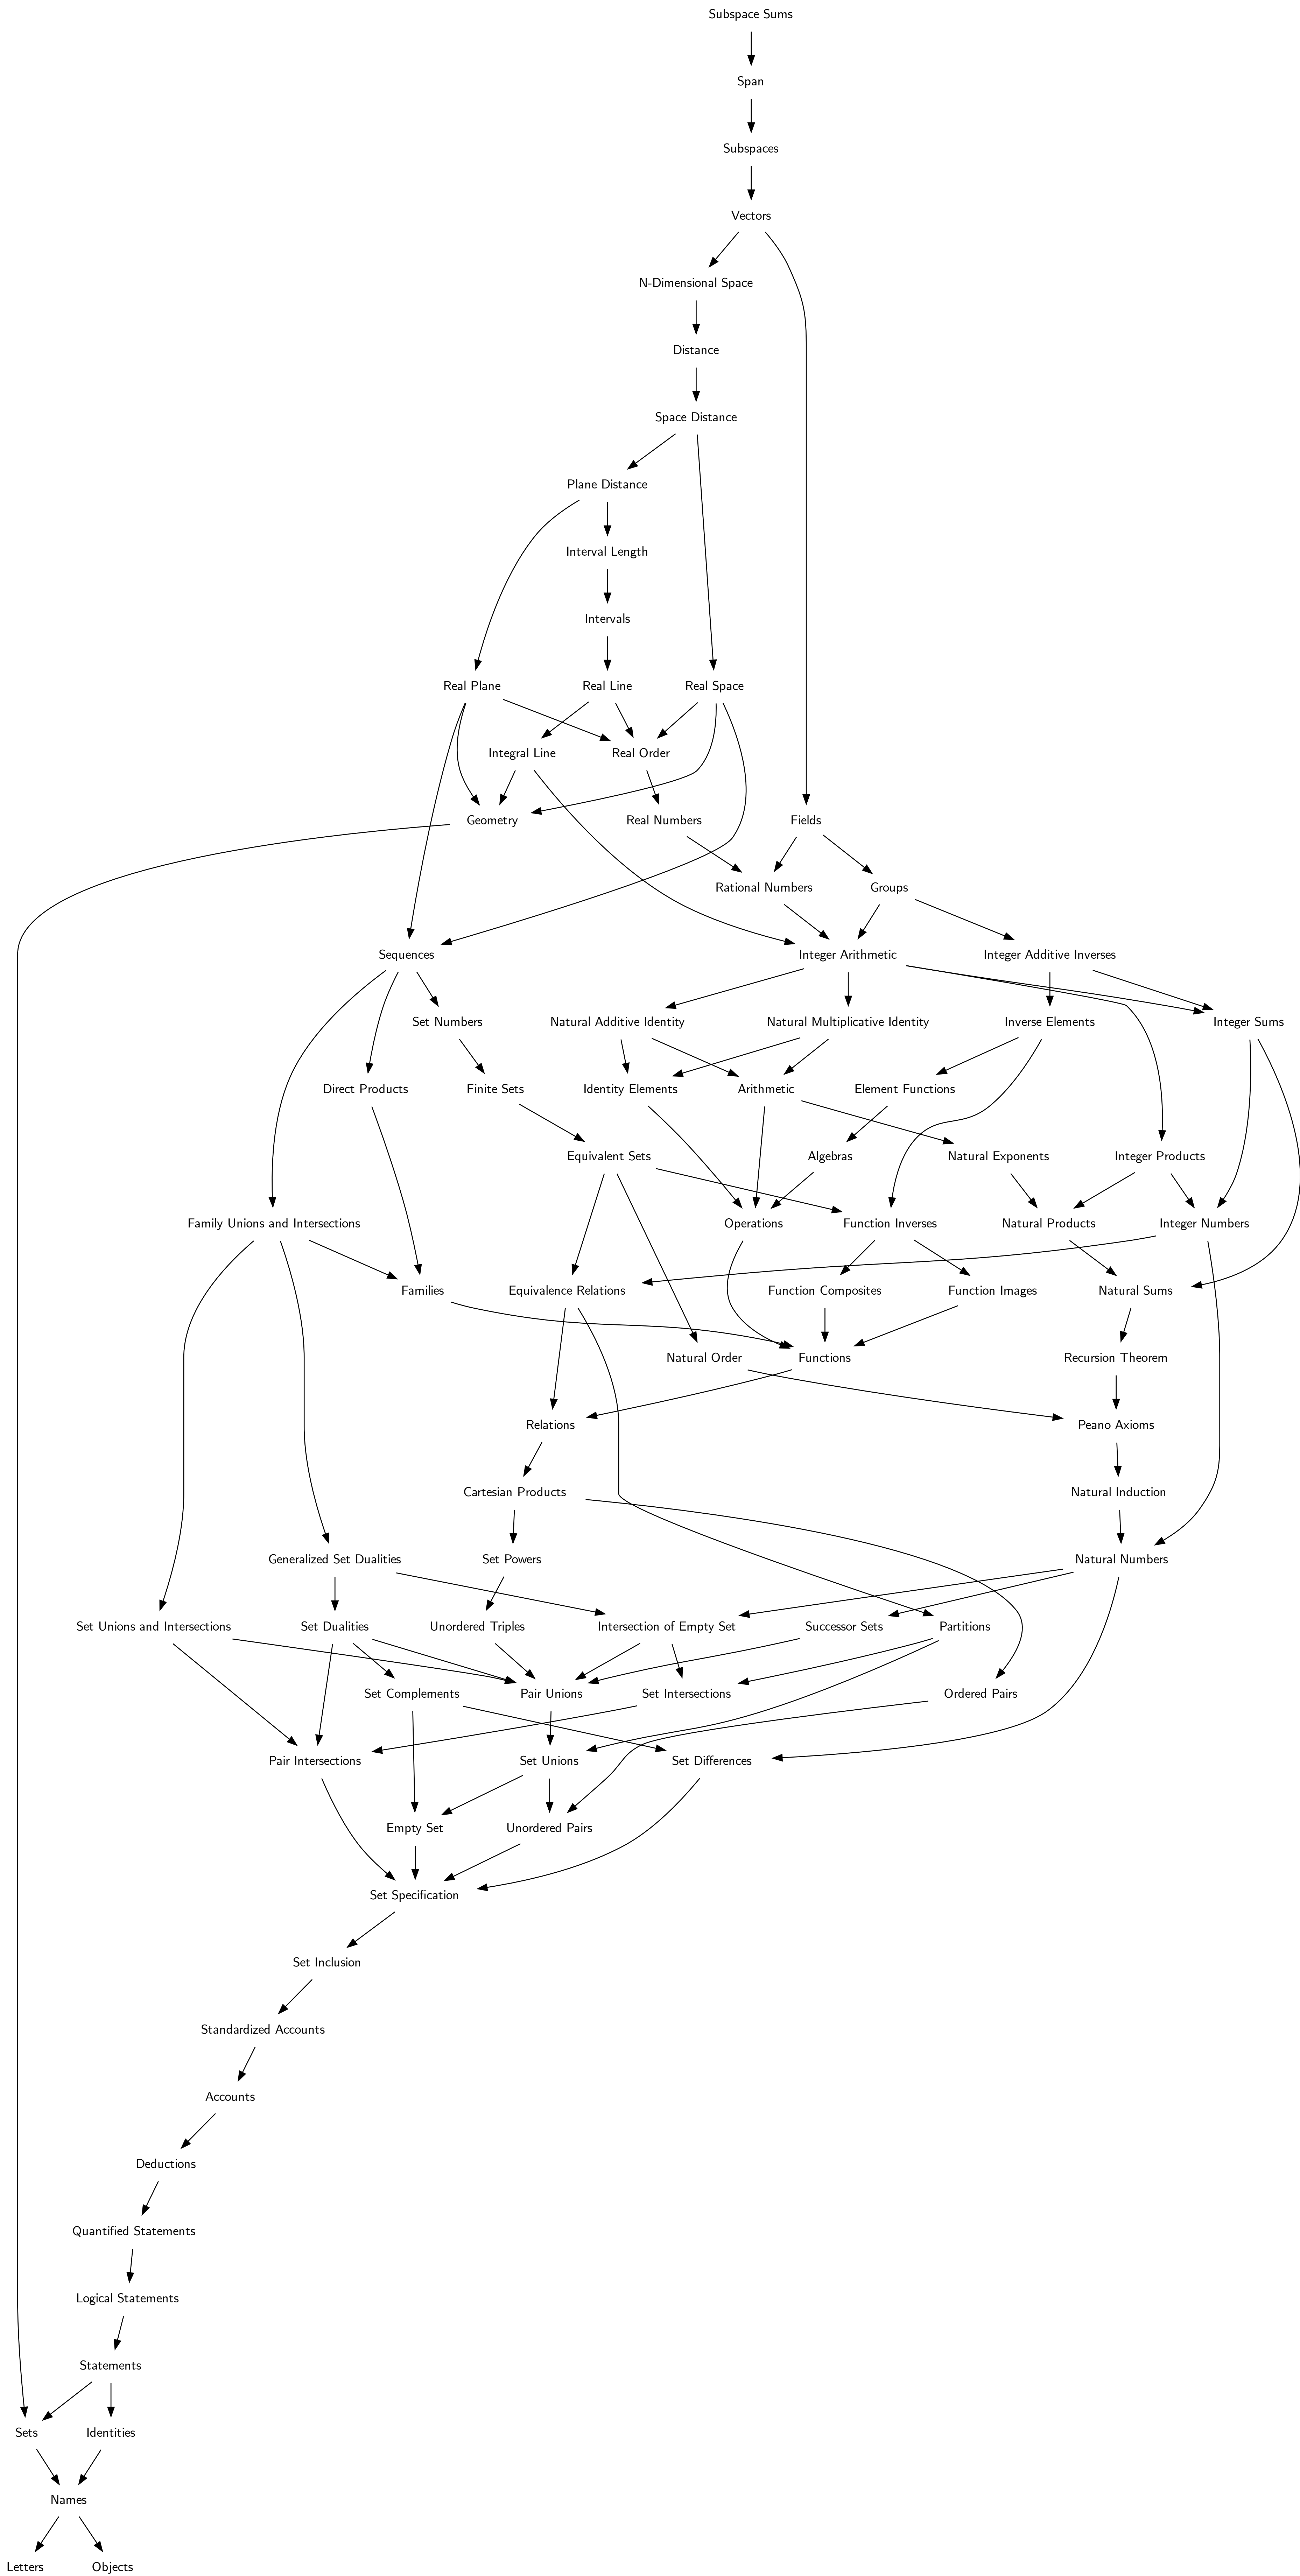 Subspace Sums
Span
Subspaces
Vectors
N-Dimensional Space
Distance
Space Distance
Plane Distance
Interval Length
Intervals
Real Plane
Real Line
Real Space
Integral Line
Real Order
Geometry
Real Numbers
Fields
Rational Numbers
Groups
Sequences
Integer Arithmetic
Integer Additive Inverses
Set Numbers
Natural Additive Identity
Natural Multiplicative Identity
Inverse Elements
Integer Sums
Direct Products
Finite Sets
Identity Elements
Arithmetic
Element Functions
Equivalent Sets
Algebras
Natural Exponents
Integer Products
Family Unions and Intersections
Operations
Function Inverses
Natural Products
Integer Numbers
Families
Equivalence Relations
Function Composites
Function Images
Natural Sums
Natural Order
Functions
Recursion Theorem
Relations
Peano Axioms
Cartesian Products
Natural Induction
Generalized Set Dualities
Set Powers
Natural Numbers
Set Unions and Intersections
Set Dualities
Unordered Triples
Intersection of Empty Set
Successor Sets
Partitions
Set Complements
Pair Unions
Set Intersections
Ordered Pairs
Pair Intersections
Set Unions
Set Differences
Empty Set
Unordered Pairs
Set Specification
Set Inclusion
Standardized Accounts
Accounts
Deductions
Quantified Statements
Logical Statements
Statements
Sets
Identities
Names
Letters
Objects